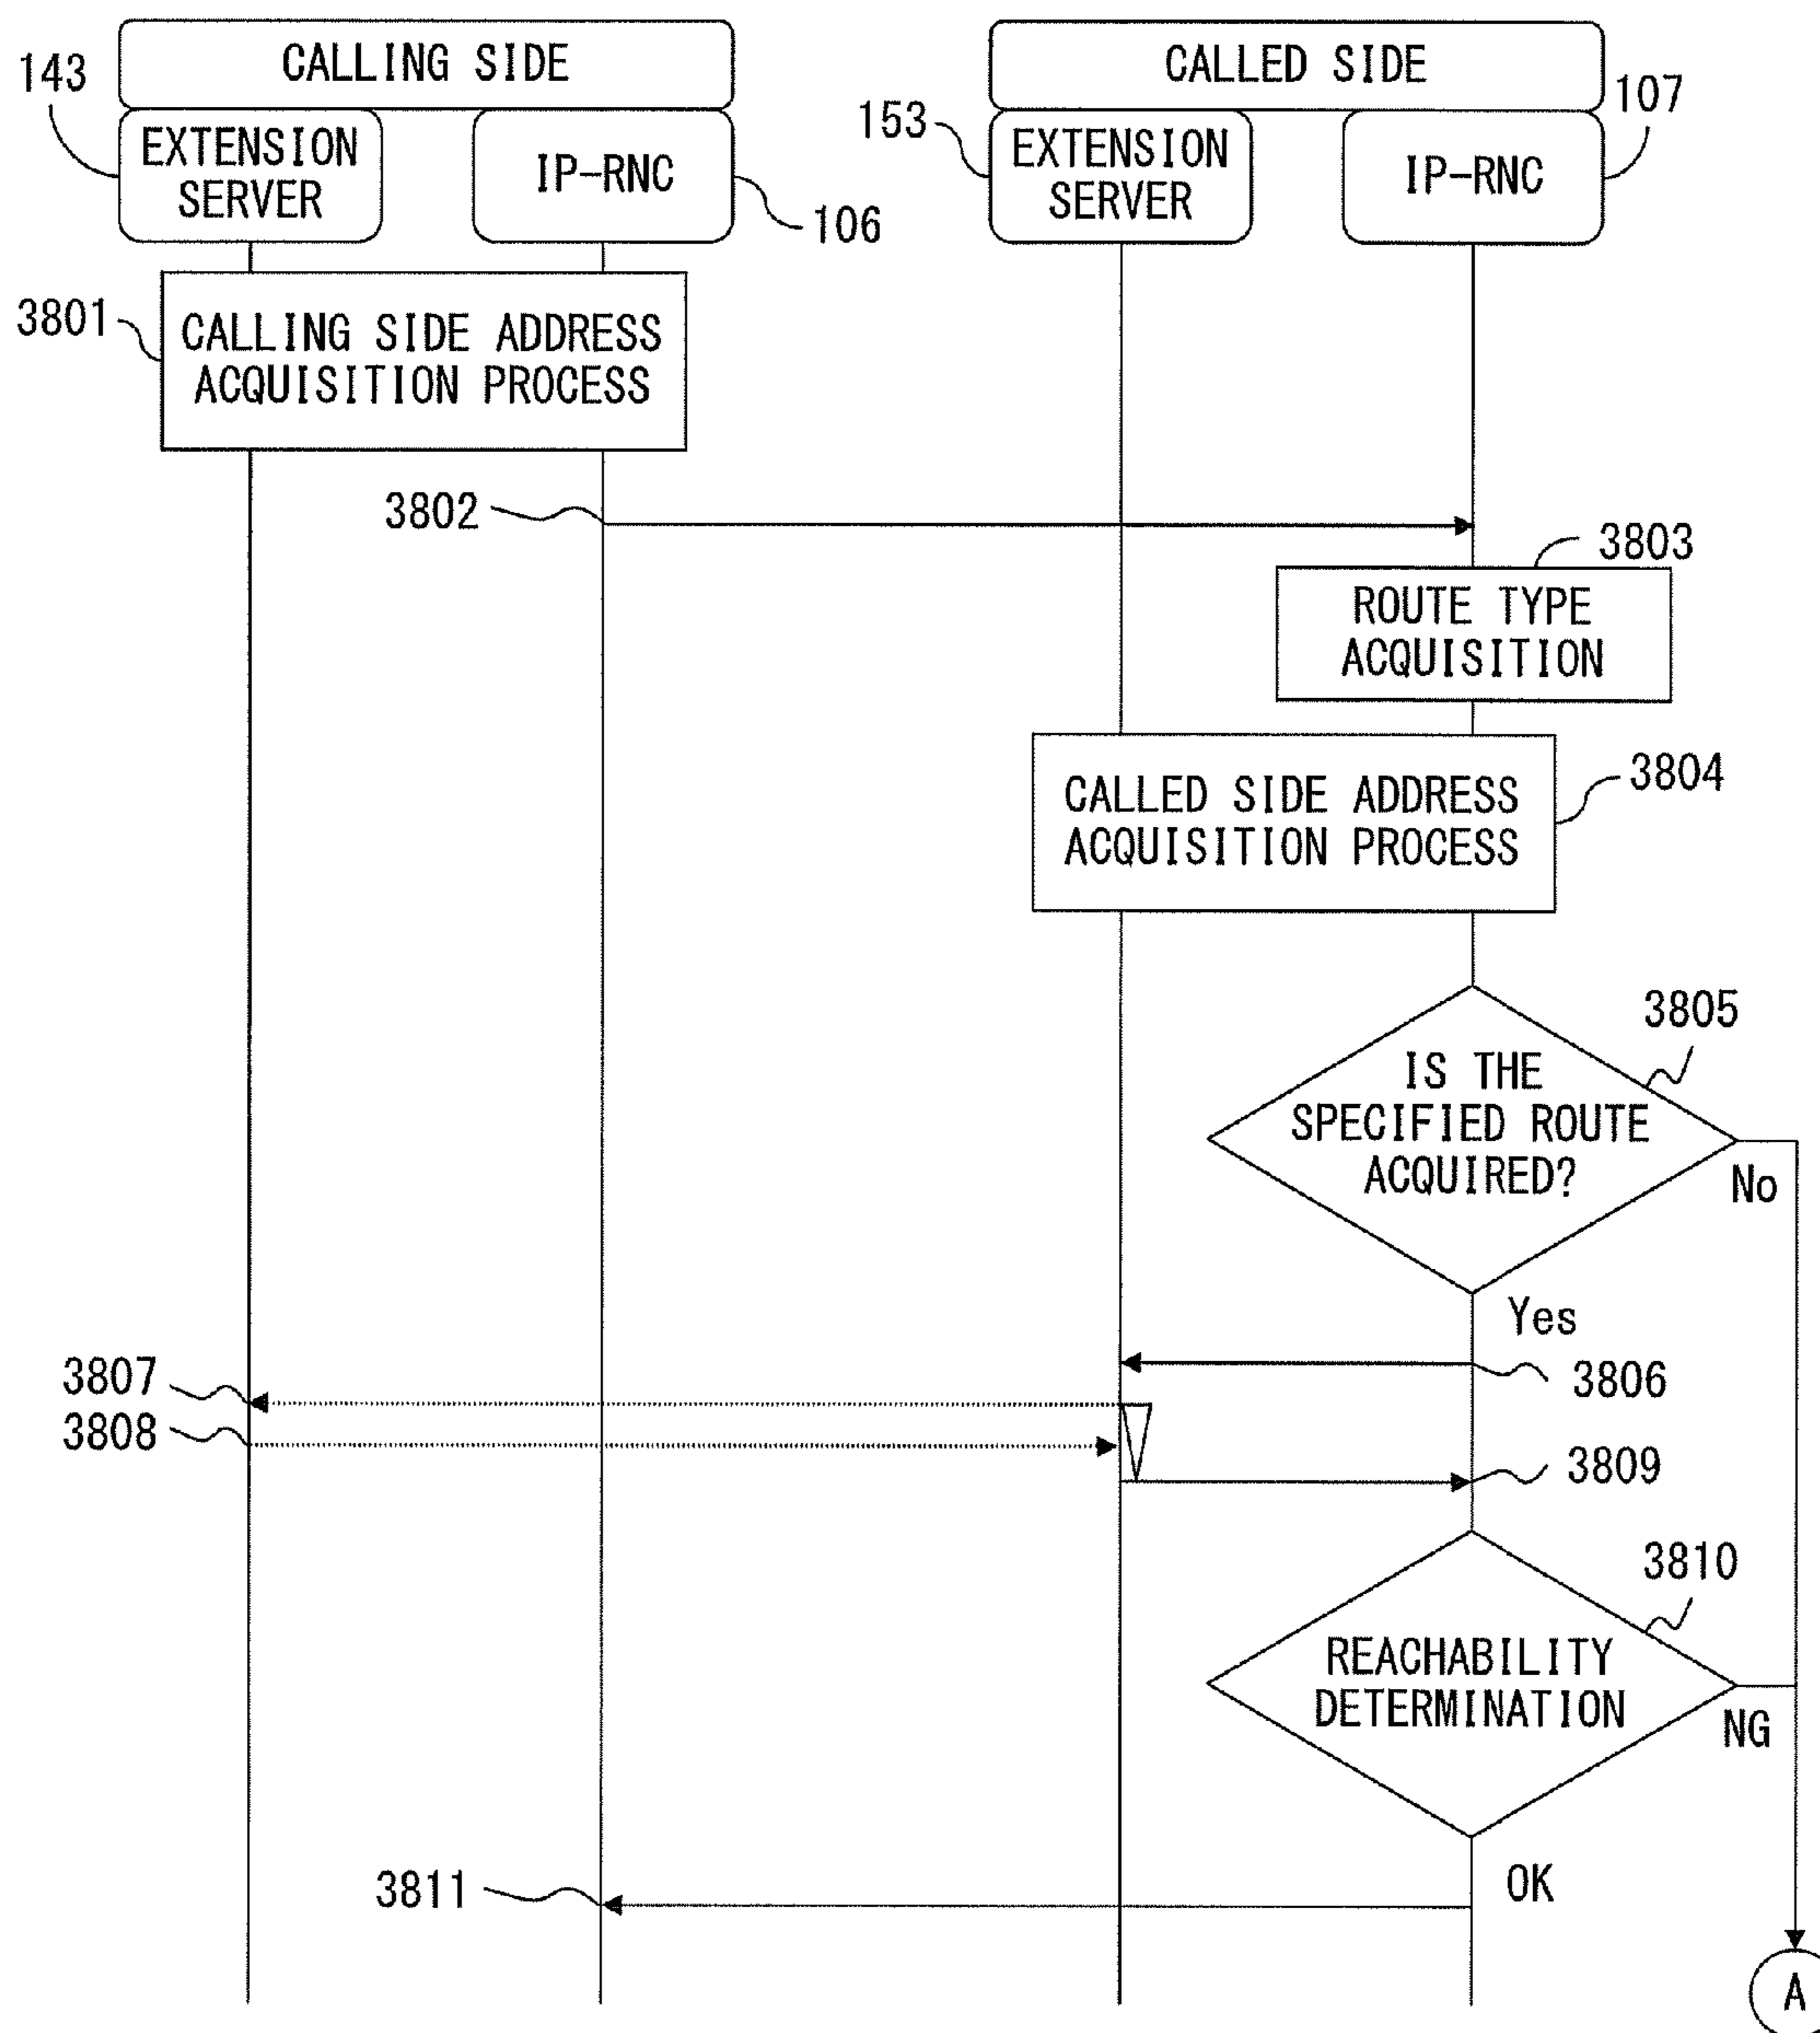 CALLING SIDE
CALLED SIDE
143
EXTENSION
SERVER
IP-RNC
106
153
EXTENSION
SERVER
IP-RNC
107
3801
CALLING SIDE ADDRESS
ACQUISITION PROCESS
3802
3803
ROUTE TYPE
ACQUISITION
CALLED SIDE ADDRESS
ACQUISITION PROCESS
3804
3805
IS THE
SPECIFIED ROUTE
ACQUIRED?
No
Yes
3806
3807
3808
3809
3810
REACHABILITY
DETERMINATION
NG
OK
3811
A